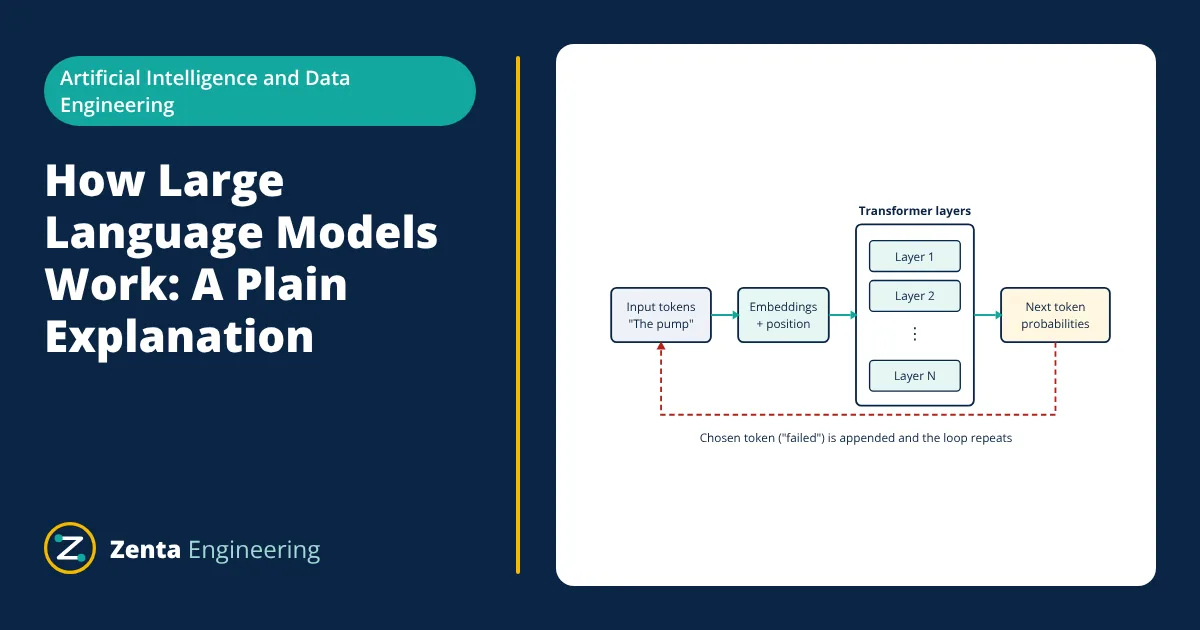 Artificial Intelligence and Data
Engineering
How Large
Language Models
Work: A Plain
Explanation
Zenta Engineering
Transformer layers
Input tokens
"The pump"
Embeddings
+ position
Layer 1
Layer 2
⋮
Layer N
Next token
probabilities
Chosen token ("failed") is appended and the loop repeats